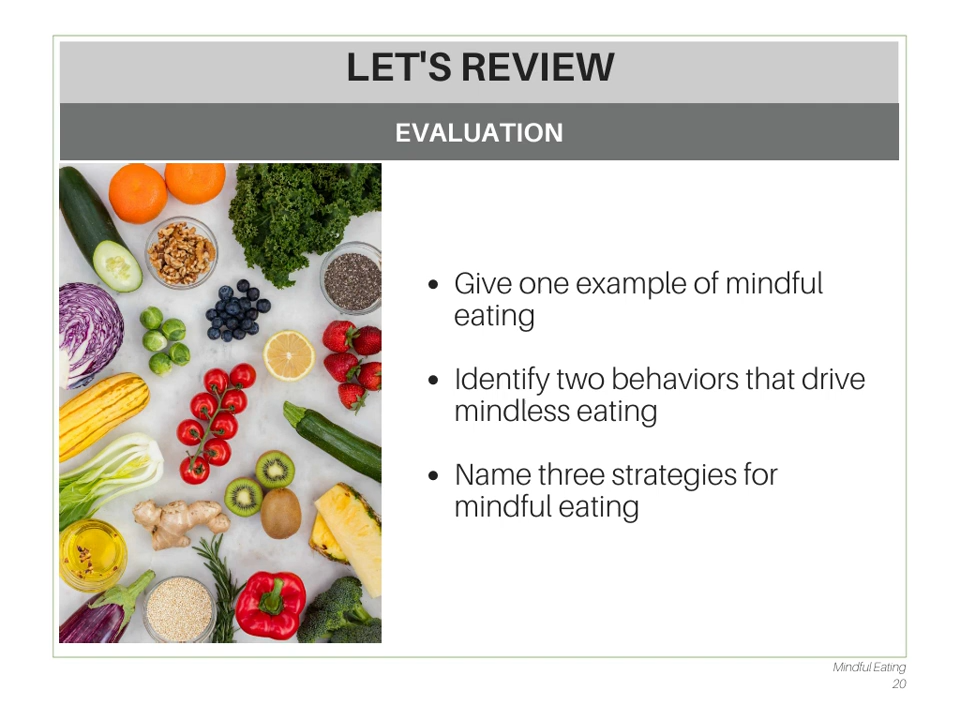 LET'S REVIEW
EVALUATION
• Give one example of mindful
eating
• Identify two behaviors that drive
mindless eating
• Name three strategies for
mindful eating
Mindful Eating
20